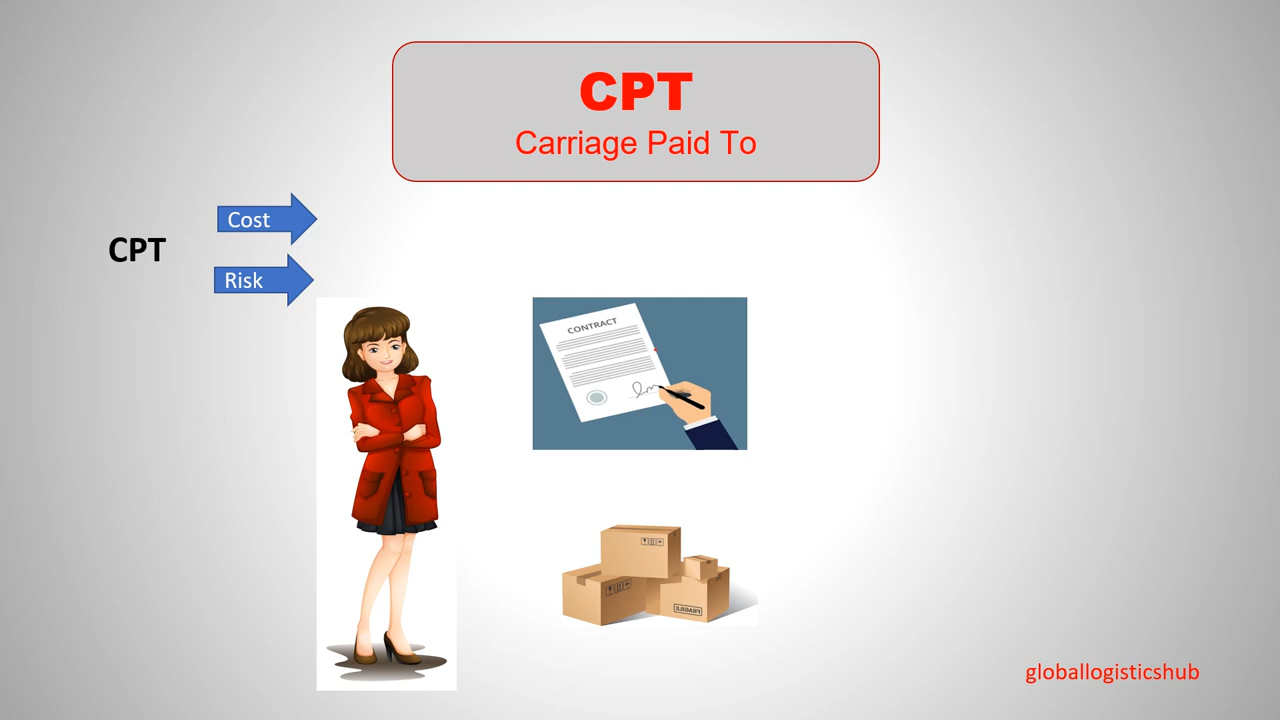 CPT
Carriage Paid To
Cost
CPT
Risk
CONTRACT
globallogisticshub